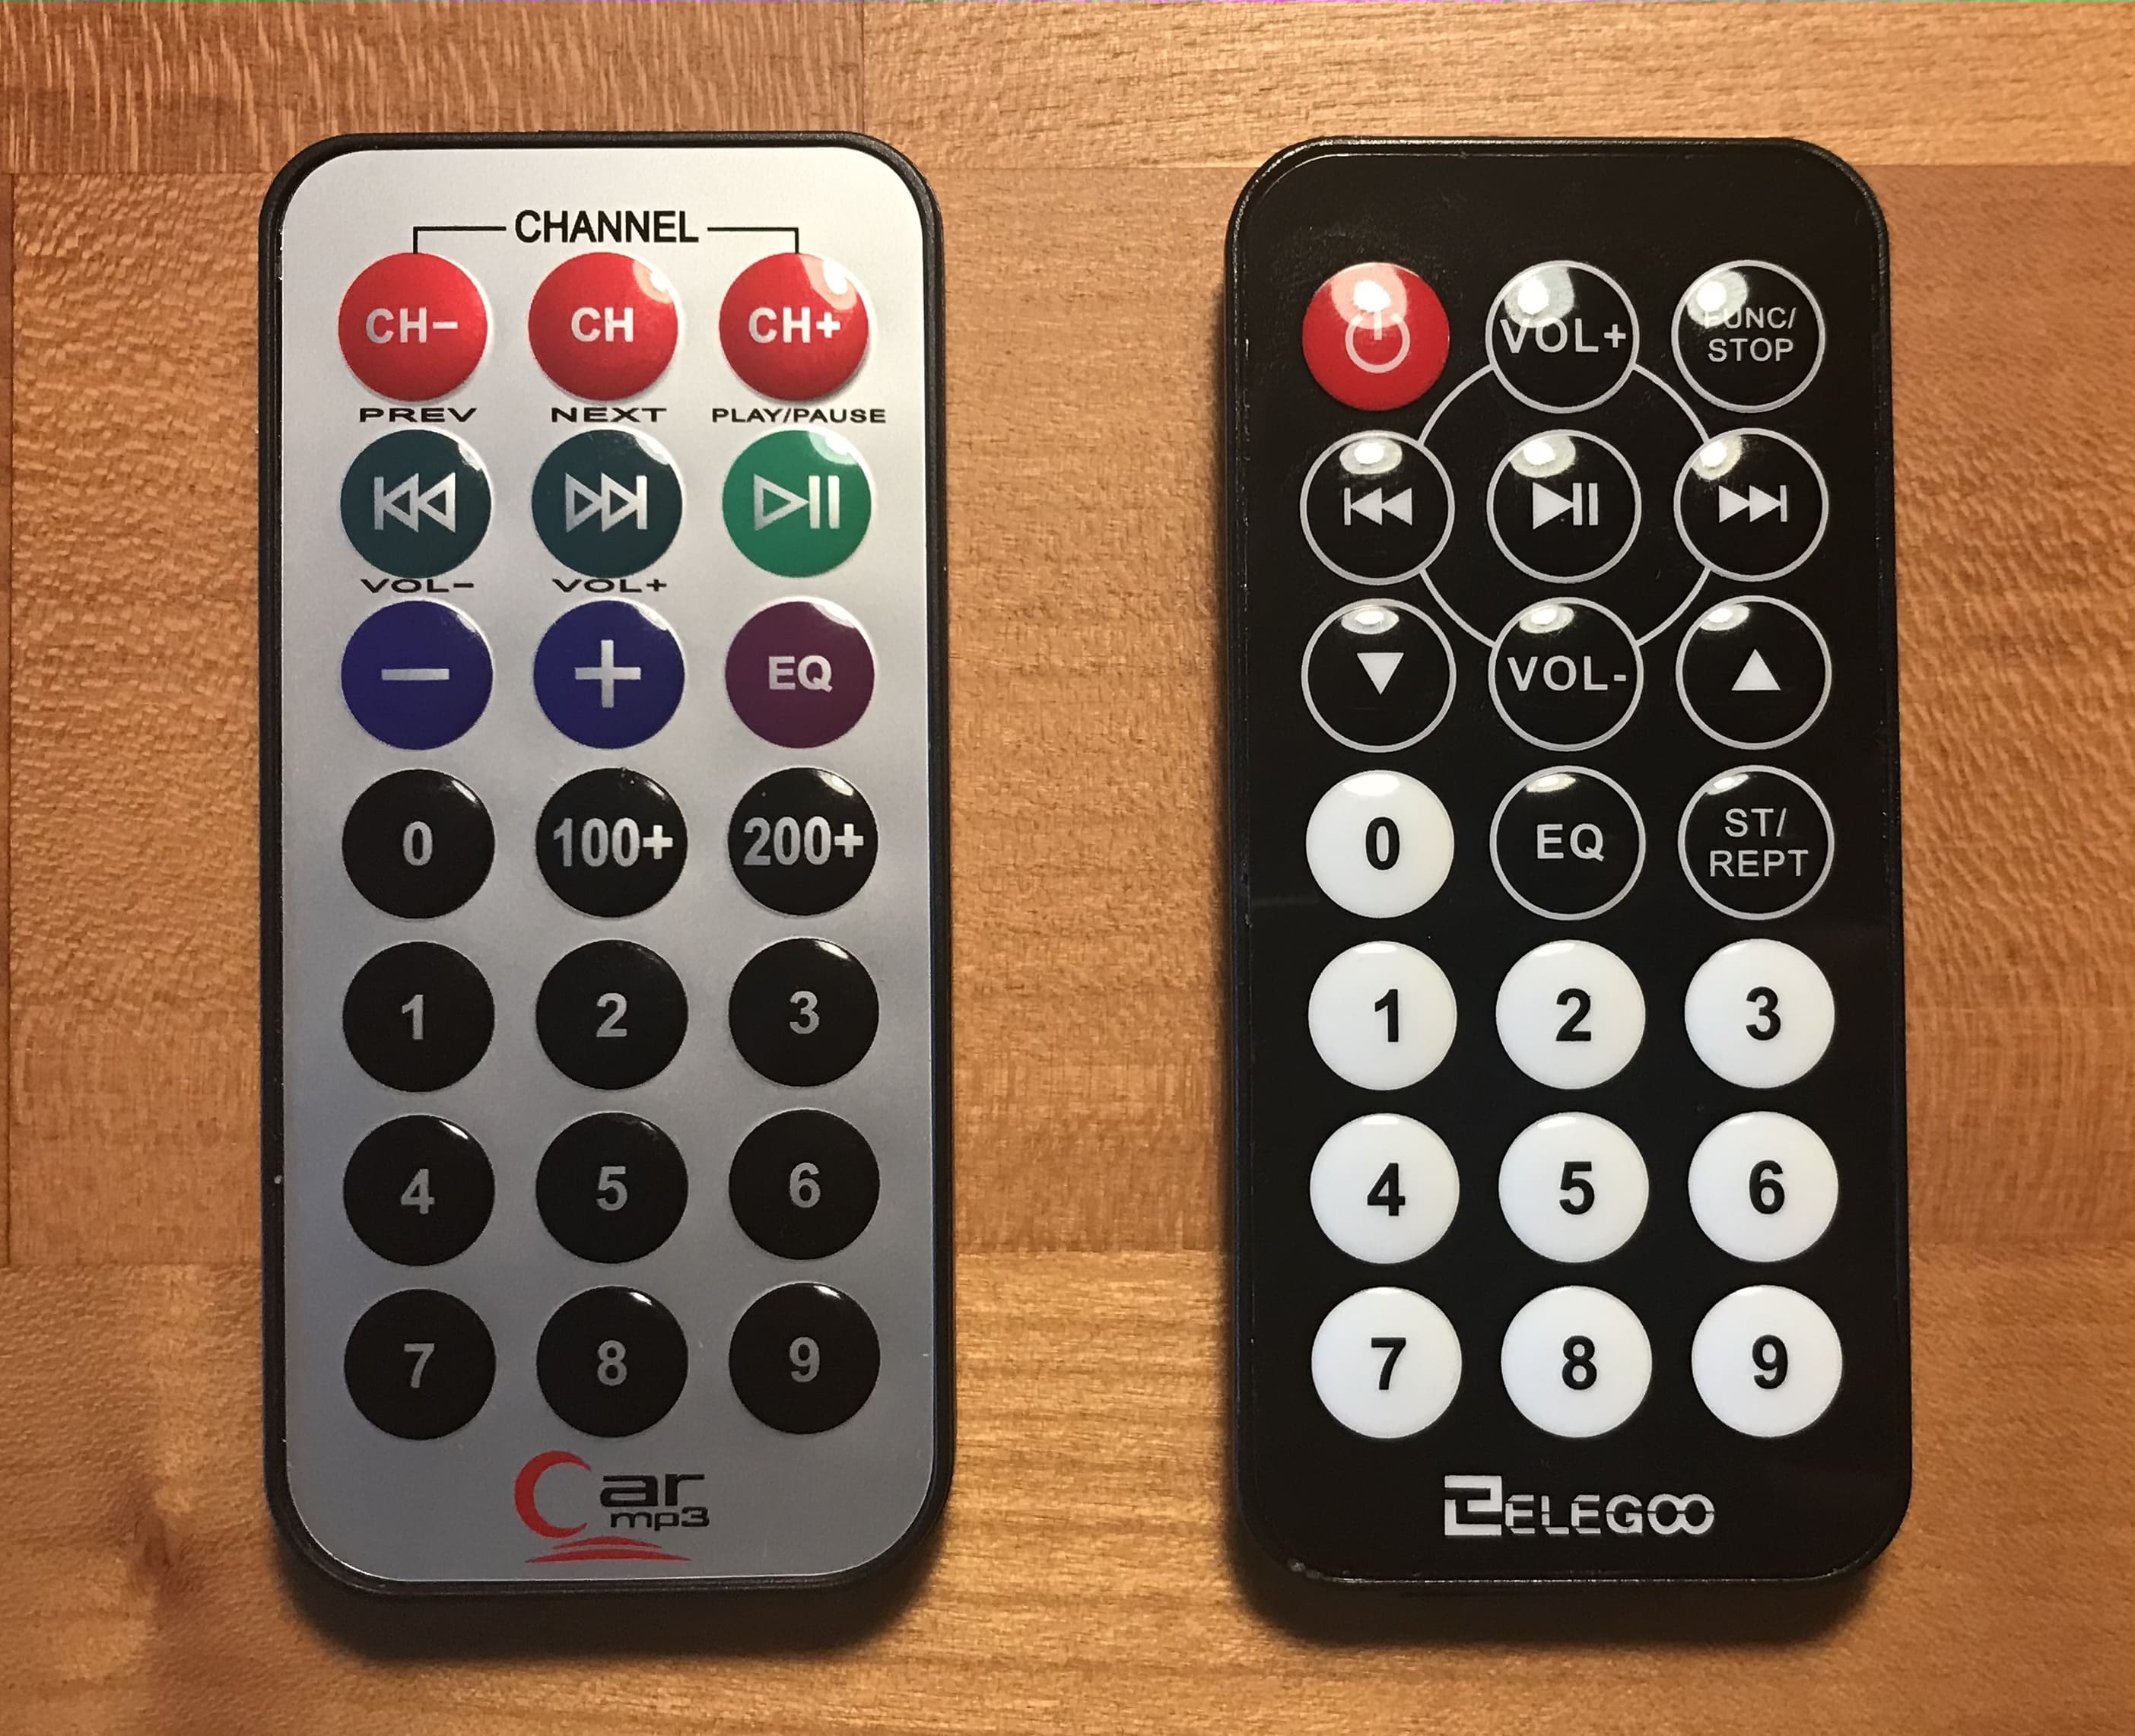 CHANNEL
CH− CH CH+
PREV NEXT PLAY/PAUSE
VOL− VOL+
− + EQ
0 100+ 200+
1 2 3
4 5 6
7 8 9
Car
mp3
VOL+ FUNC/
STOP
VOL-
0 EQ ST/
REPT
1 2 3
4 5 6
7 8 9
ELEGOO